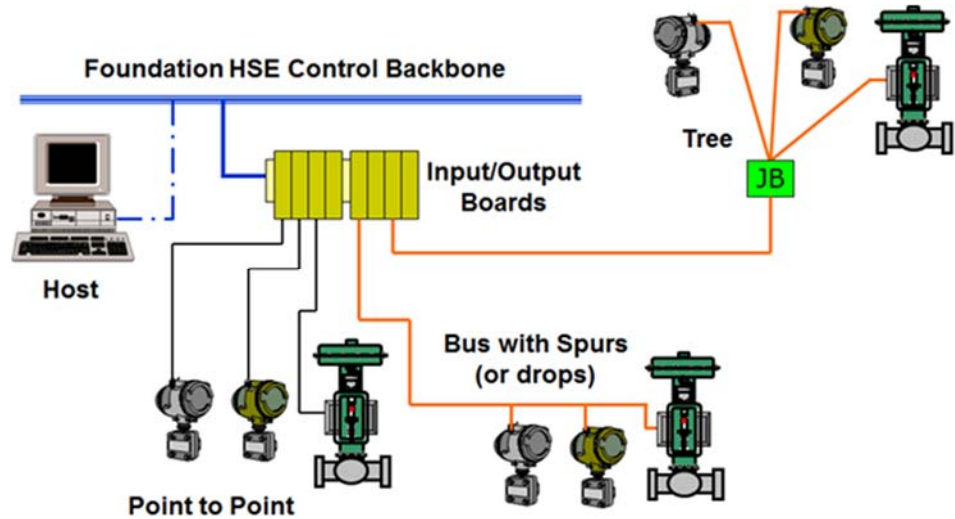 Foundation HSE Control Backbone
Tree
JB
Input/Output
Boards
Host
Bus with Spurs
(or drops)
Point to Point